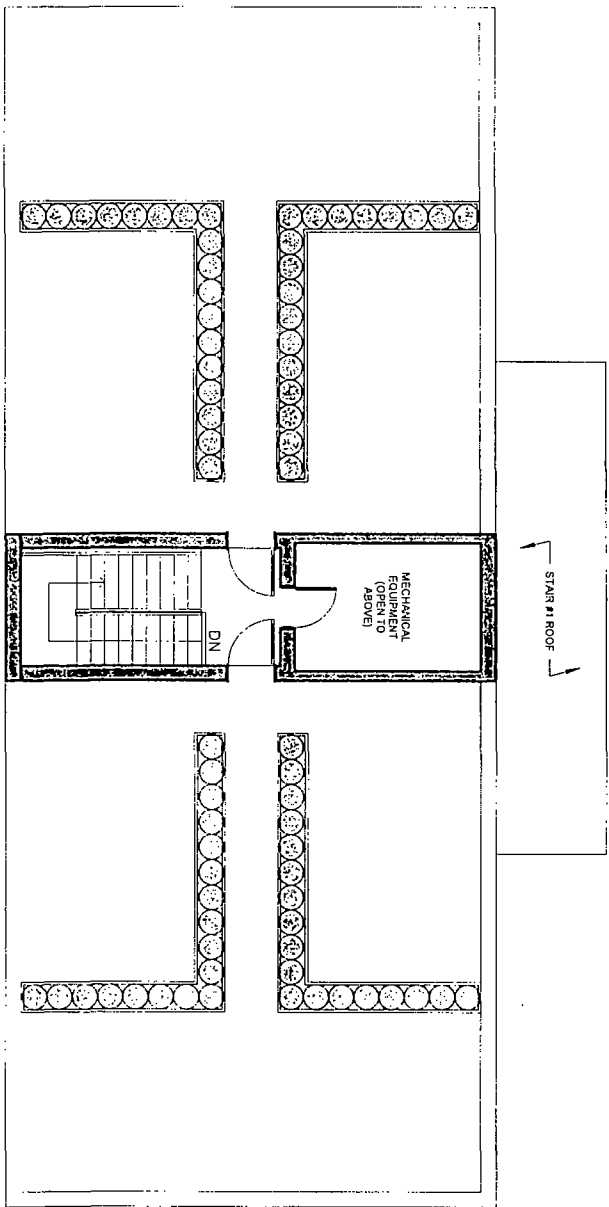 MECHANICAL
EQUIPMENT
(OPEN TO
ABOVE)
STAIR #1 ROOF
DN